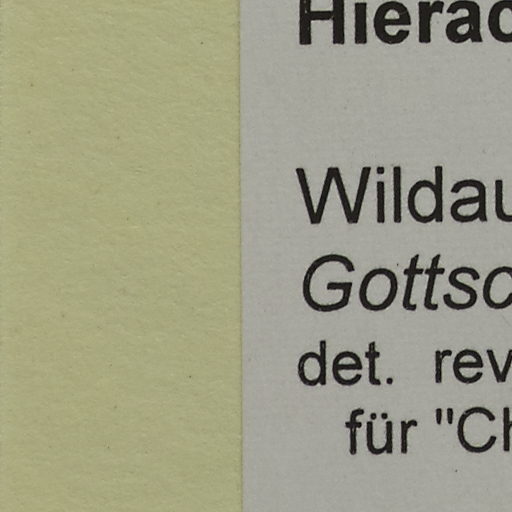 Hierac
Wildau
Gottsc
det. rev
für "Ch